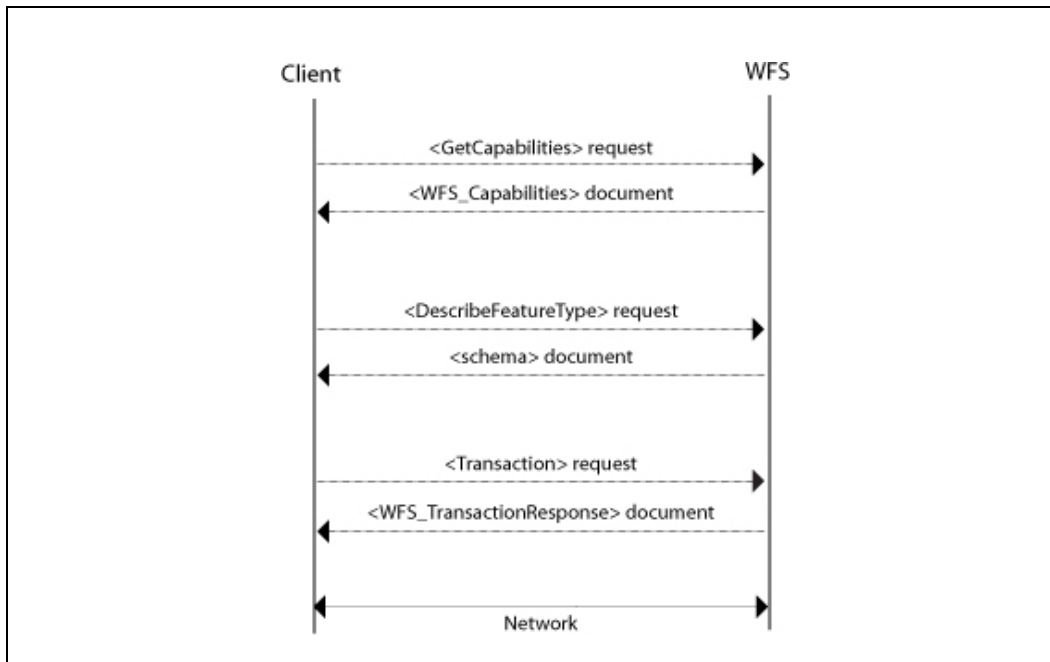 Client
WFS
<GetCapabilities> request
<WFS_Capabilities> document
<DescribeFeatureType> request
<schema> document
<Transaction> request
<WFS_TransactionResponse> document
Network